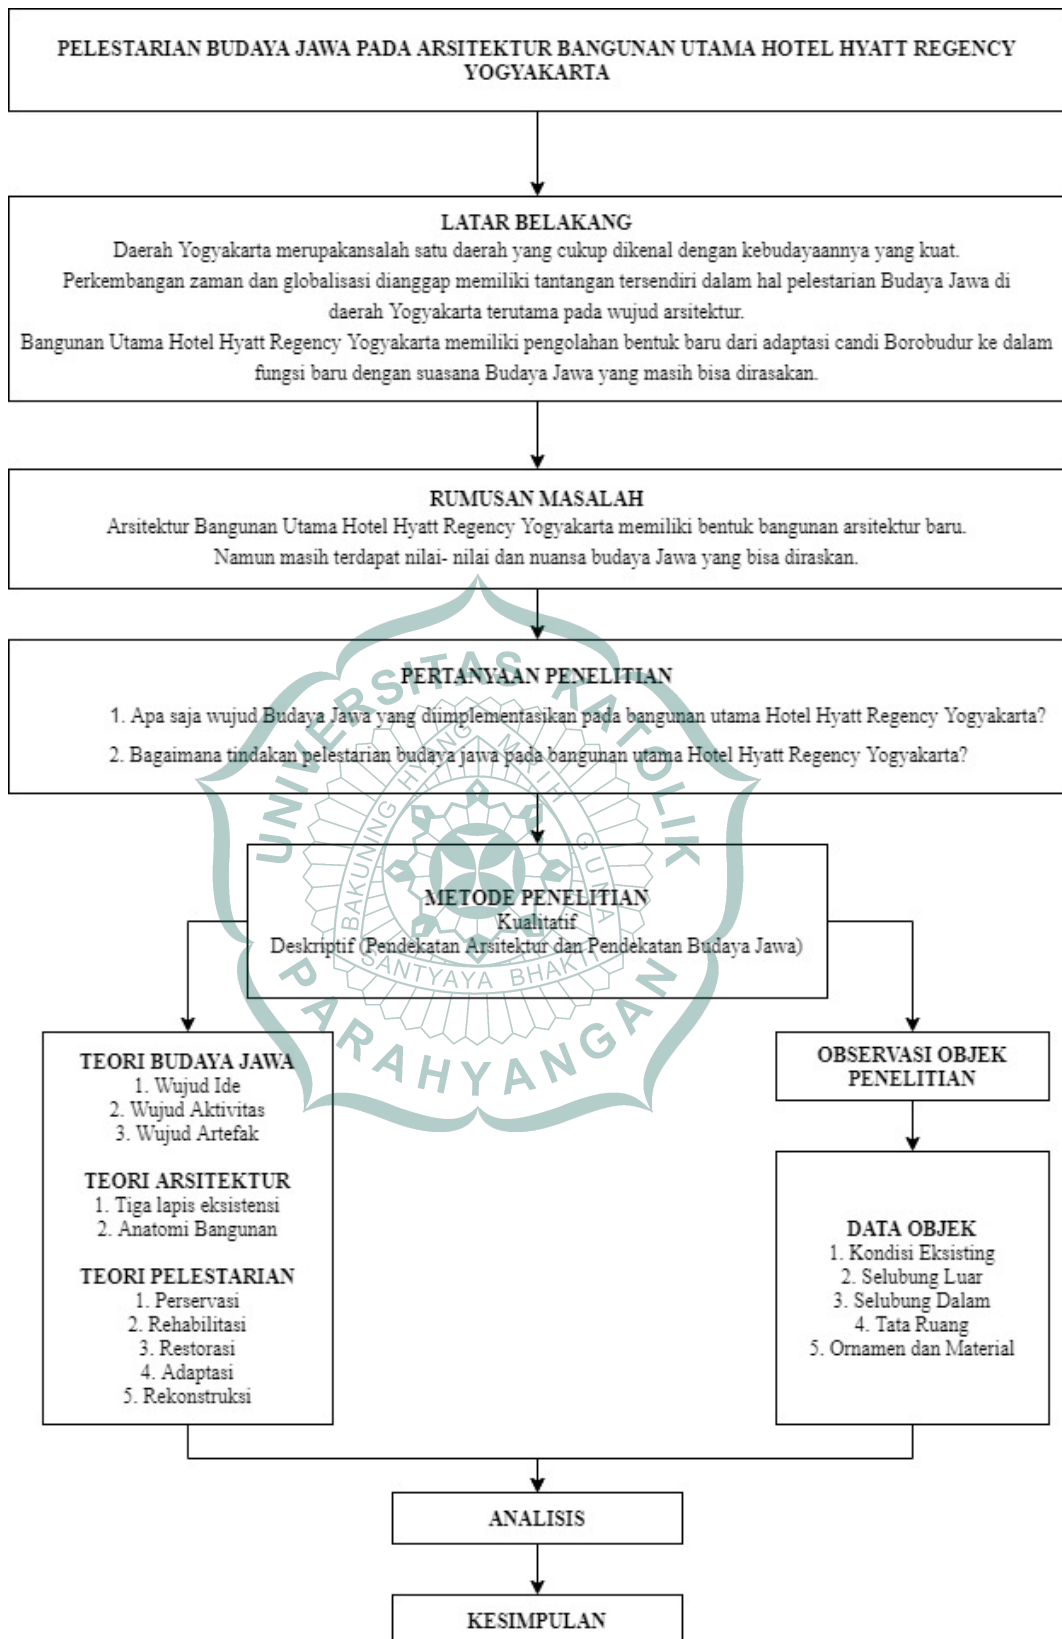 PELESTARIAN BUDAYA JAWA PADA ARSITEKTUR BANGUNAN UTAMA HOTEL HYATT REGENCY
YOGYAKARTA
LATAR BELAKANG
Daerah Yogyakarta merupakansalah satu daerah yang cukup dikenal dengan kebudayaannya yang kuat.
Perkembangan zaman dan globalisasi dianggap memiliki tantangan tersendiri dalam hal pelestarian Budaya Jawa di
daerah Yogyakarta terutama pada wujud arsitektur.
Bangunan Utama Hotel Hyatt Regency Yogyakarta memiliki pengolahan bentuk baru dari adaptasi candi Borobudur ke dalam
fungsi baru dengan suasana Budaya Jawa yang masih bisa dirasakan.
RUMUSAN MASALAH
Arsitektur Bangunan Utama Hotel Hyatt Regency Yogyakarta memiliki bentuk bangunan arsitektur baru.
Namun masih terdapat nilai- nilai dan nuansa budaya Jawa yang bisa diraskan.
PERTANYAAN PENELITIAN
1. Apa saja wujud Budaya Jawa yang diimplementasikan pada bangunan utama Hotel Hyatt Regency Yogyakarta?
2. Bagaimana tindakan pelestarian budaya jawa pada bangunan utama Hotel Hyatt Regency Yogyakarta?
UNIVERSITAS KATOLIK
PARAHYANGAN
BAKUNING HYANG MRIH GUNA
SANTYAYA BHAKTI
METODE PENELITIAN
Kualitatif
Deskriptif (Pendekatan Arsitektur dan Pendekatan Budaya Jawa)
TEORI BUDAYA JAWA
1. Wujud Ide
2. Wujud Aktivitas
3. Wujud Artefak
TEORI ARSITEKTUR
1. Tiga lapis eksistensi
2. Anatomi Bangunan
TEORI PELESTARIAN
1. Perservasi
2. Rehabilitasi
3. Restorasi
4. Adaptasi
5. Rekonstruksi
OBSERVASI OBJEK
PENELITIAN
DATA OBJEK
1. Kondisi Eksisting
2. Selubung Luar
3. Selubung Dalam
4. Tata Ruang
5. Ornamen dan Material
ANALISIS
KESIMPULAN